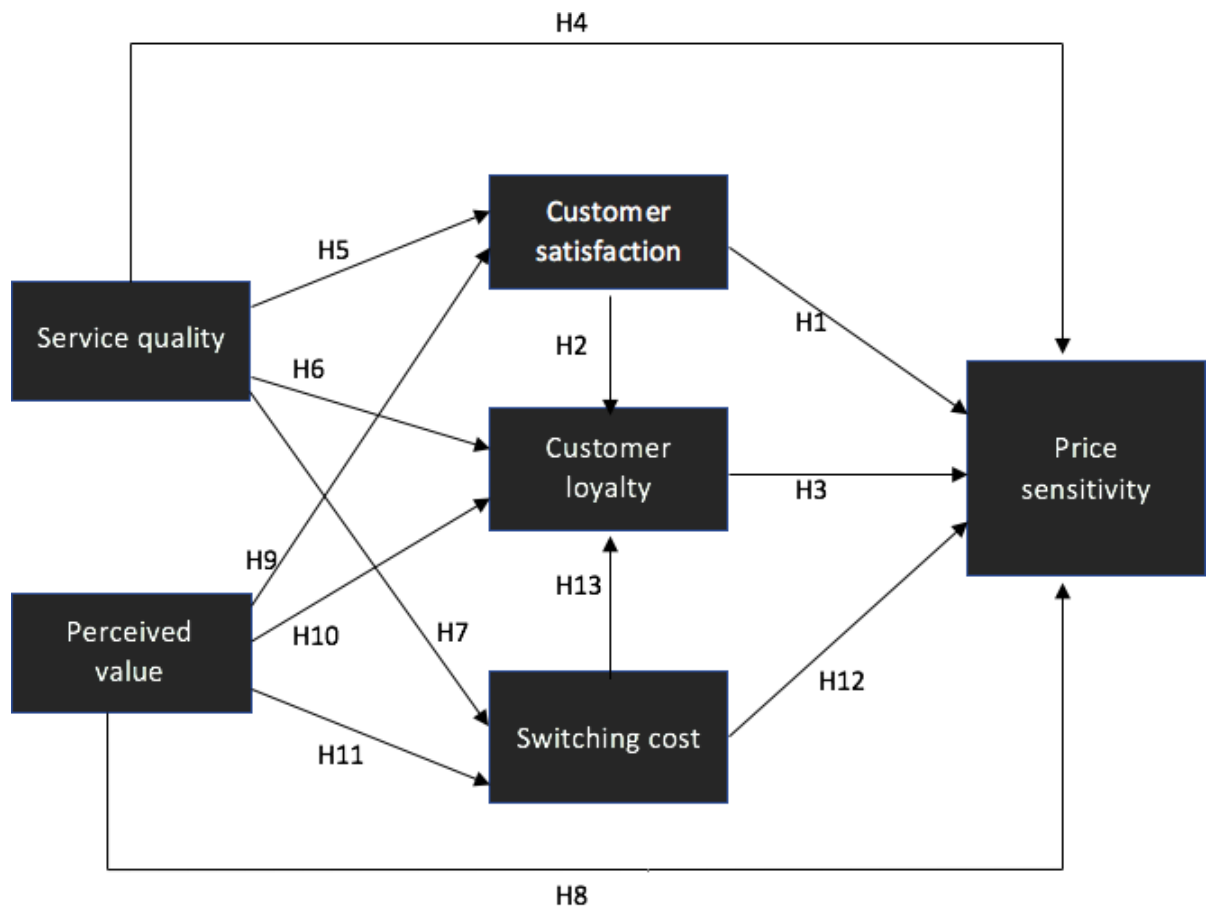 H4
Customer
satisfaction
H5
H1
Service quality
H2
H6
Customer
loyalty
Price
sensitivity
H3
H9
H13
Perceived
value
H10
H7
H12
Switching cost
H11
H8